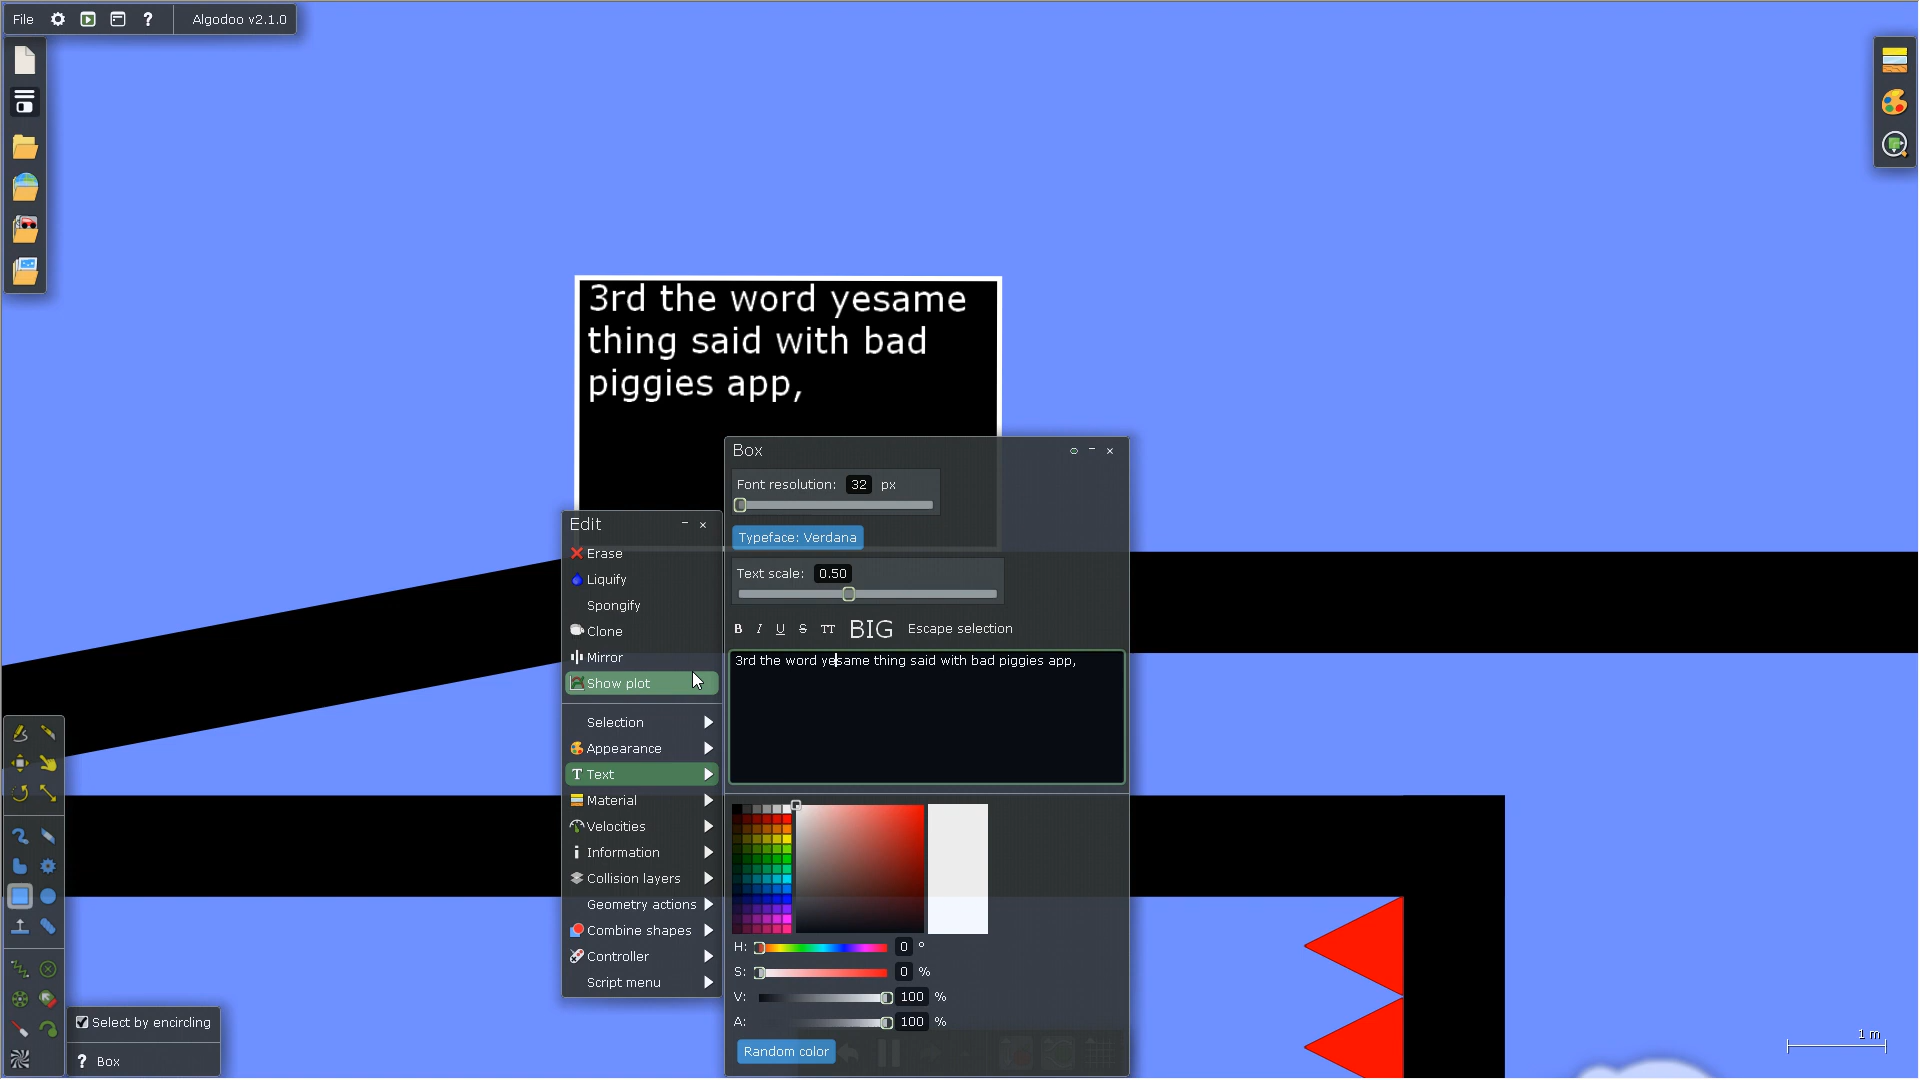 File ? Algodoo v2.1.0
3rd the word yesame
thing said with bad
piggies app,
Box
Font resolution: 32 px
Typeface: Verdana
Text scale: 0.50
B I U S TT BIG Escape selection
3rd the word yesame thing said with bad piggies app,
H: 0 °
S: 0 %
V: 100 %
A: 100 %
Random color
Edit
Erase
Liquify
Spongify
Clone
Mirror
Show plot
Selection
Appearance
T Text
Material
Velocities
Information
Collision layers
Geometry actions
Combine shapes
Controller
Script menu
Select by encircling
? Box
1 m